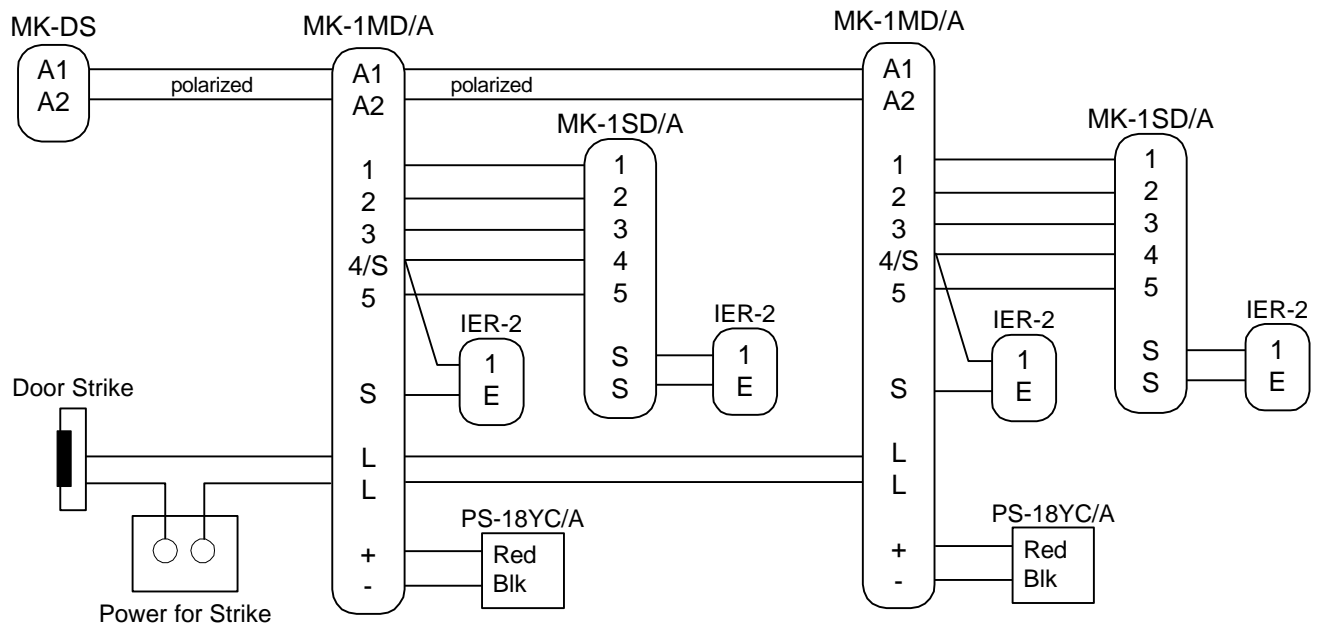 MK-DS
A1
A2
polarized
MK-1MD/A
A1
A2
1
2
3
4/S
5
S
L
L
+
-
polarized
MK-1SD/A
1
2
3
4
5
S
S
IER-2
1
E
IER-2
1
E
PS-18YC/A
Red
Blk
MK-1MD/A
A1
A2
1
2
3
4/S
5
S
L
L
+
-
MK-1SD/A
1
2
3
4
5
S
S
IER-2
1
E
IER-2
1
E
PS-18YC/A
Red
Blk
Door Strike
Power for Strike